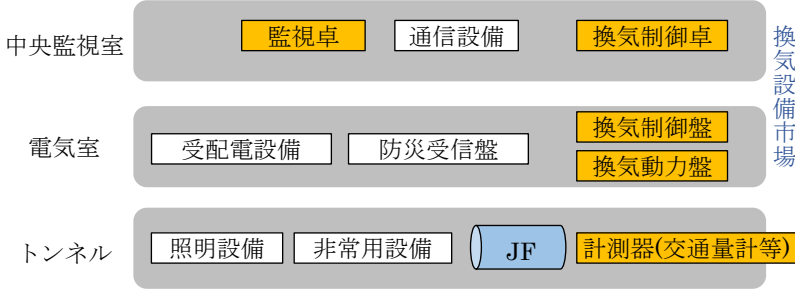 中央監視室
監視卓
通信設備
換気制御卓
換気設備市場
電気室
受配電設備
防災受信盤
換気制御盤
換気動力盤
トンネル
照明設備
非常用設備
JF
計測器(交通量計等)